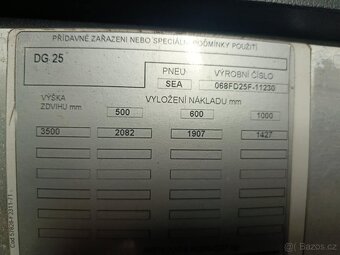 PŘÍDAVNÉ ZAŘÍZENÍ NEBO SPECIÁLNÍ PODMÍNKY POUŽITÍ
DG 25
PNEU VÝROBNÍ ČÍSLO
SEA 068FD25F-11230
VÝŠKA ZDVIHU mm
VYLOŽENÍ NÁKLADU mm
500 600 1000
3500 2082 1907 1427
Sbazar.cz